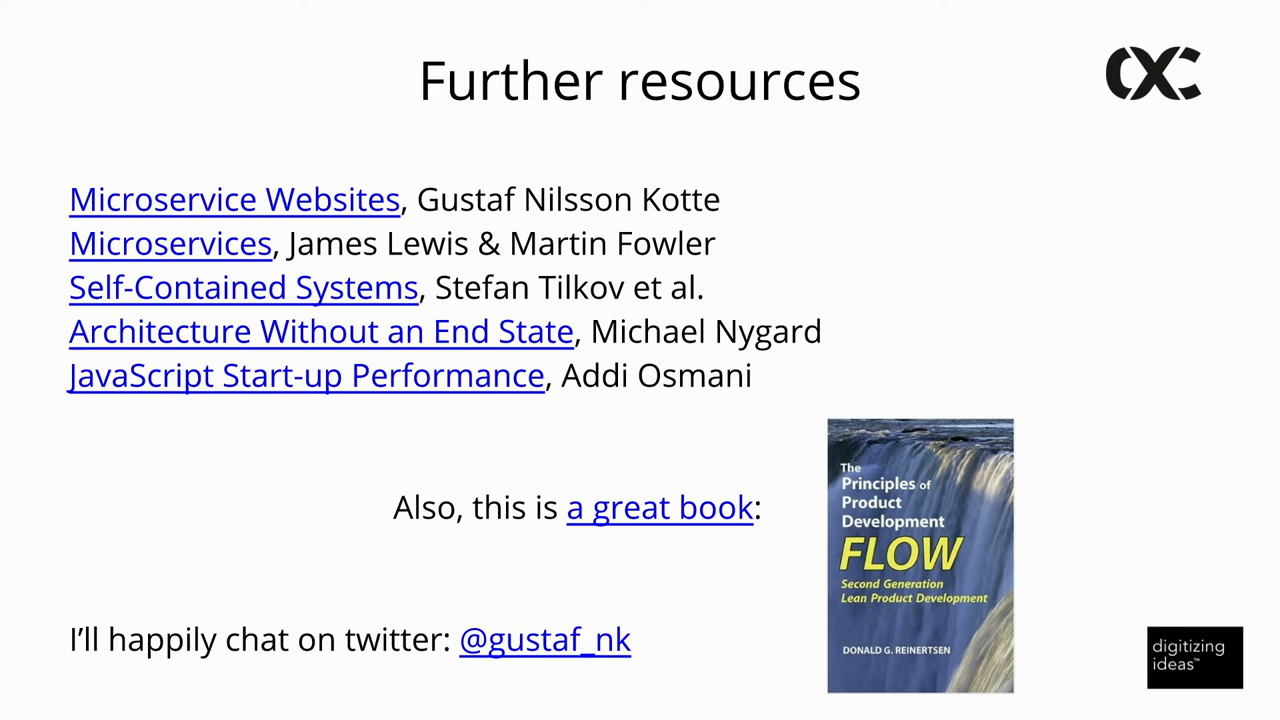 Further resources
Microservice Websites, Gustaf Nilsson Kotte
Microservices, James Lewis & Martin Fowler
Self-Contained Systems, Stefan Tilkov et al.
Architecture Without an End State, Michael Nygard
JavaScript Start-up Performance, Addi Osmani
Also, this is a great book:
The
Principles of
Product
Development
FLOW
Second Generation
Lean Product Development
DONALD G. REINERTSEN
I’ll happily chat on twitter: @gustaf_nk
digitizing
ideas™